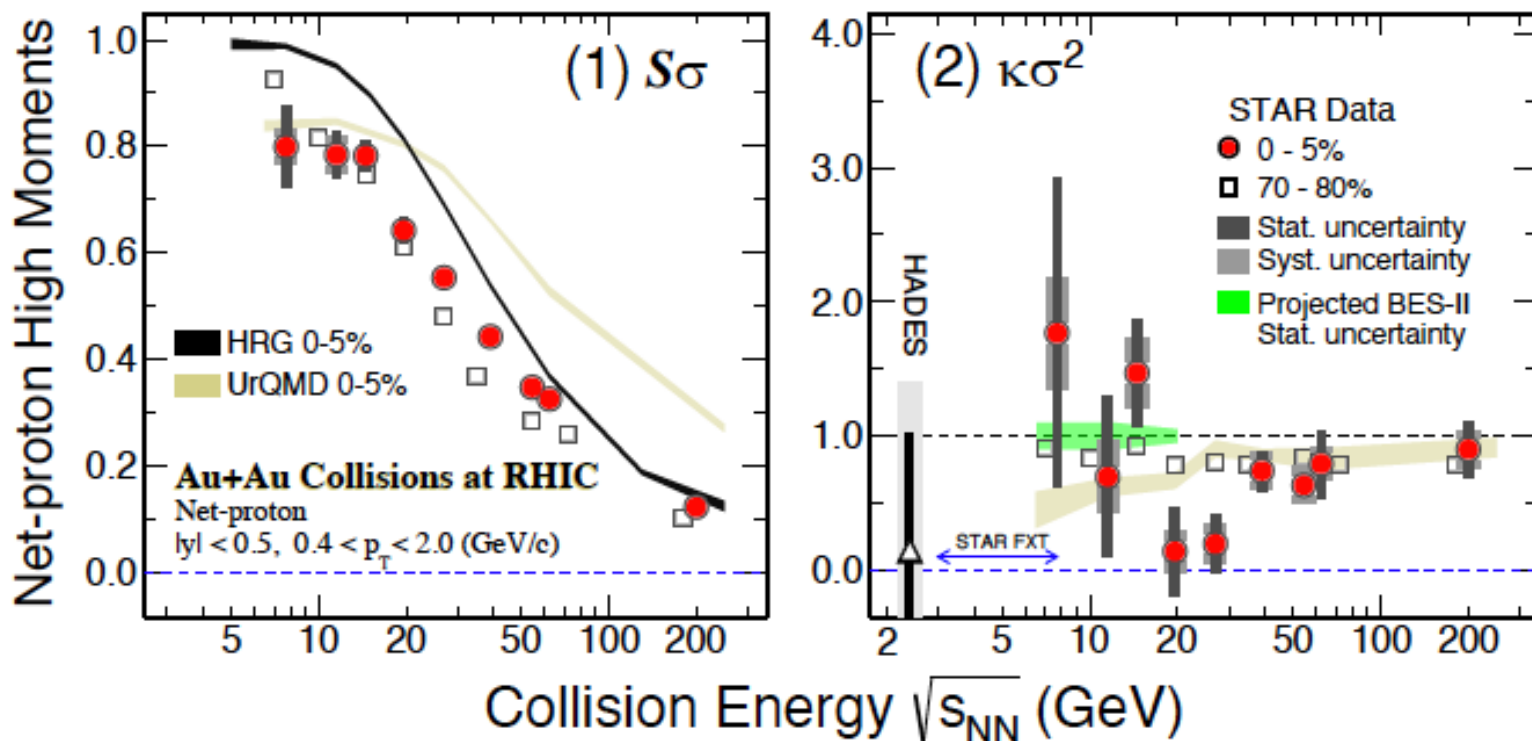 Net-proton High Moments
1.0
0.8
0.6
0.4
0.2
0.0
(1) Sσ
HRG 0-5%
UrQMD 0-5%
Au+Au Collisions at RHIC
Net-proton
|y| < 0.5, 0.4 < p_T < 2.0 (GeV/c)
5 10 20 50 100 200
4.0
3.0
2.0
1.0
0.0
(2) κσ²
STAR Data
0 - 5%
70 - 80%
Stat. uncertainty
Syst. uncertainty
Projected BES-II
Stat. uncertainty
HADES
STAR FXT
2 5 10 20 50 100 200
Collision Energy √s_NN (GeV)